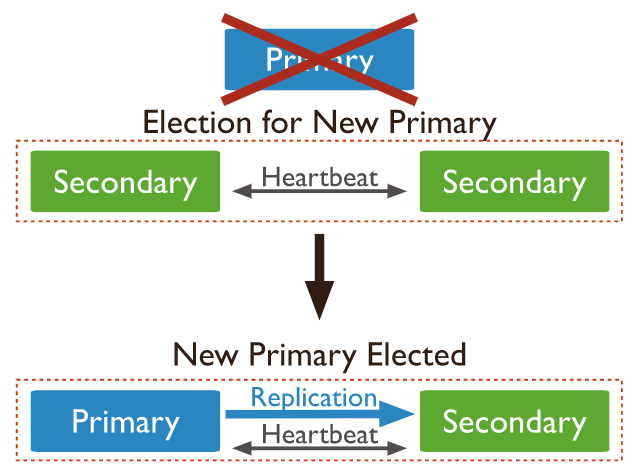 Primary
Election for New Primary
Secondary
Heartbeat
Secondary
New Primary Elected
Primary
Replication
Heartbeat
Secondary